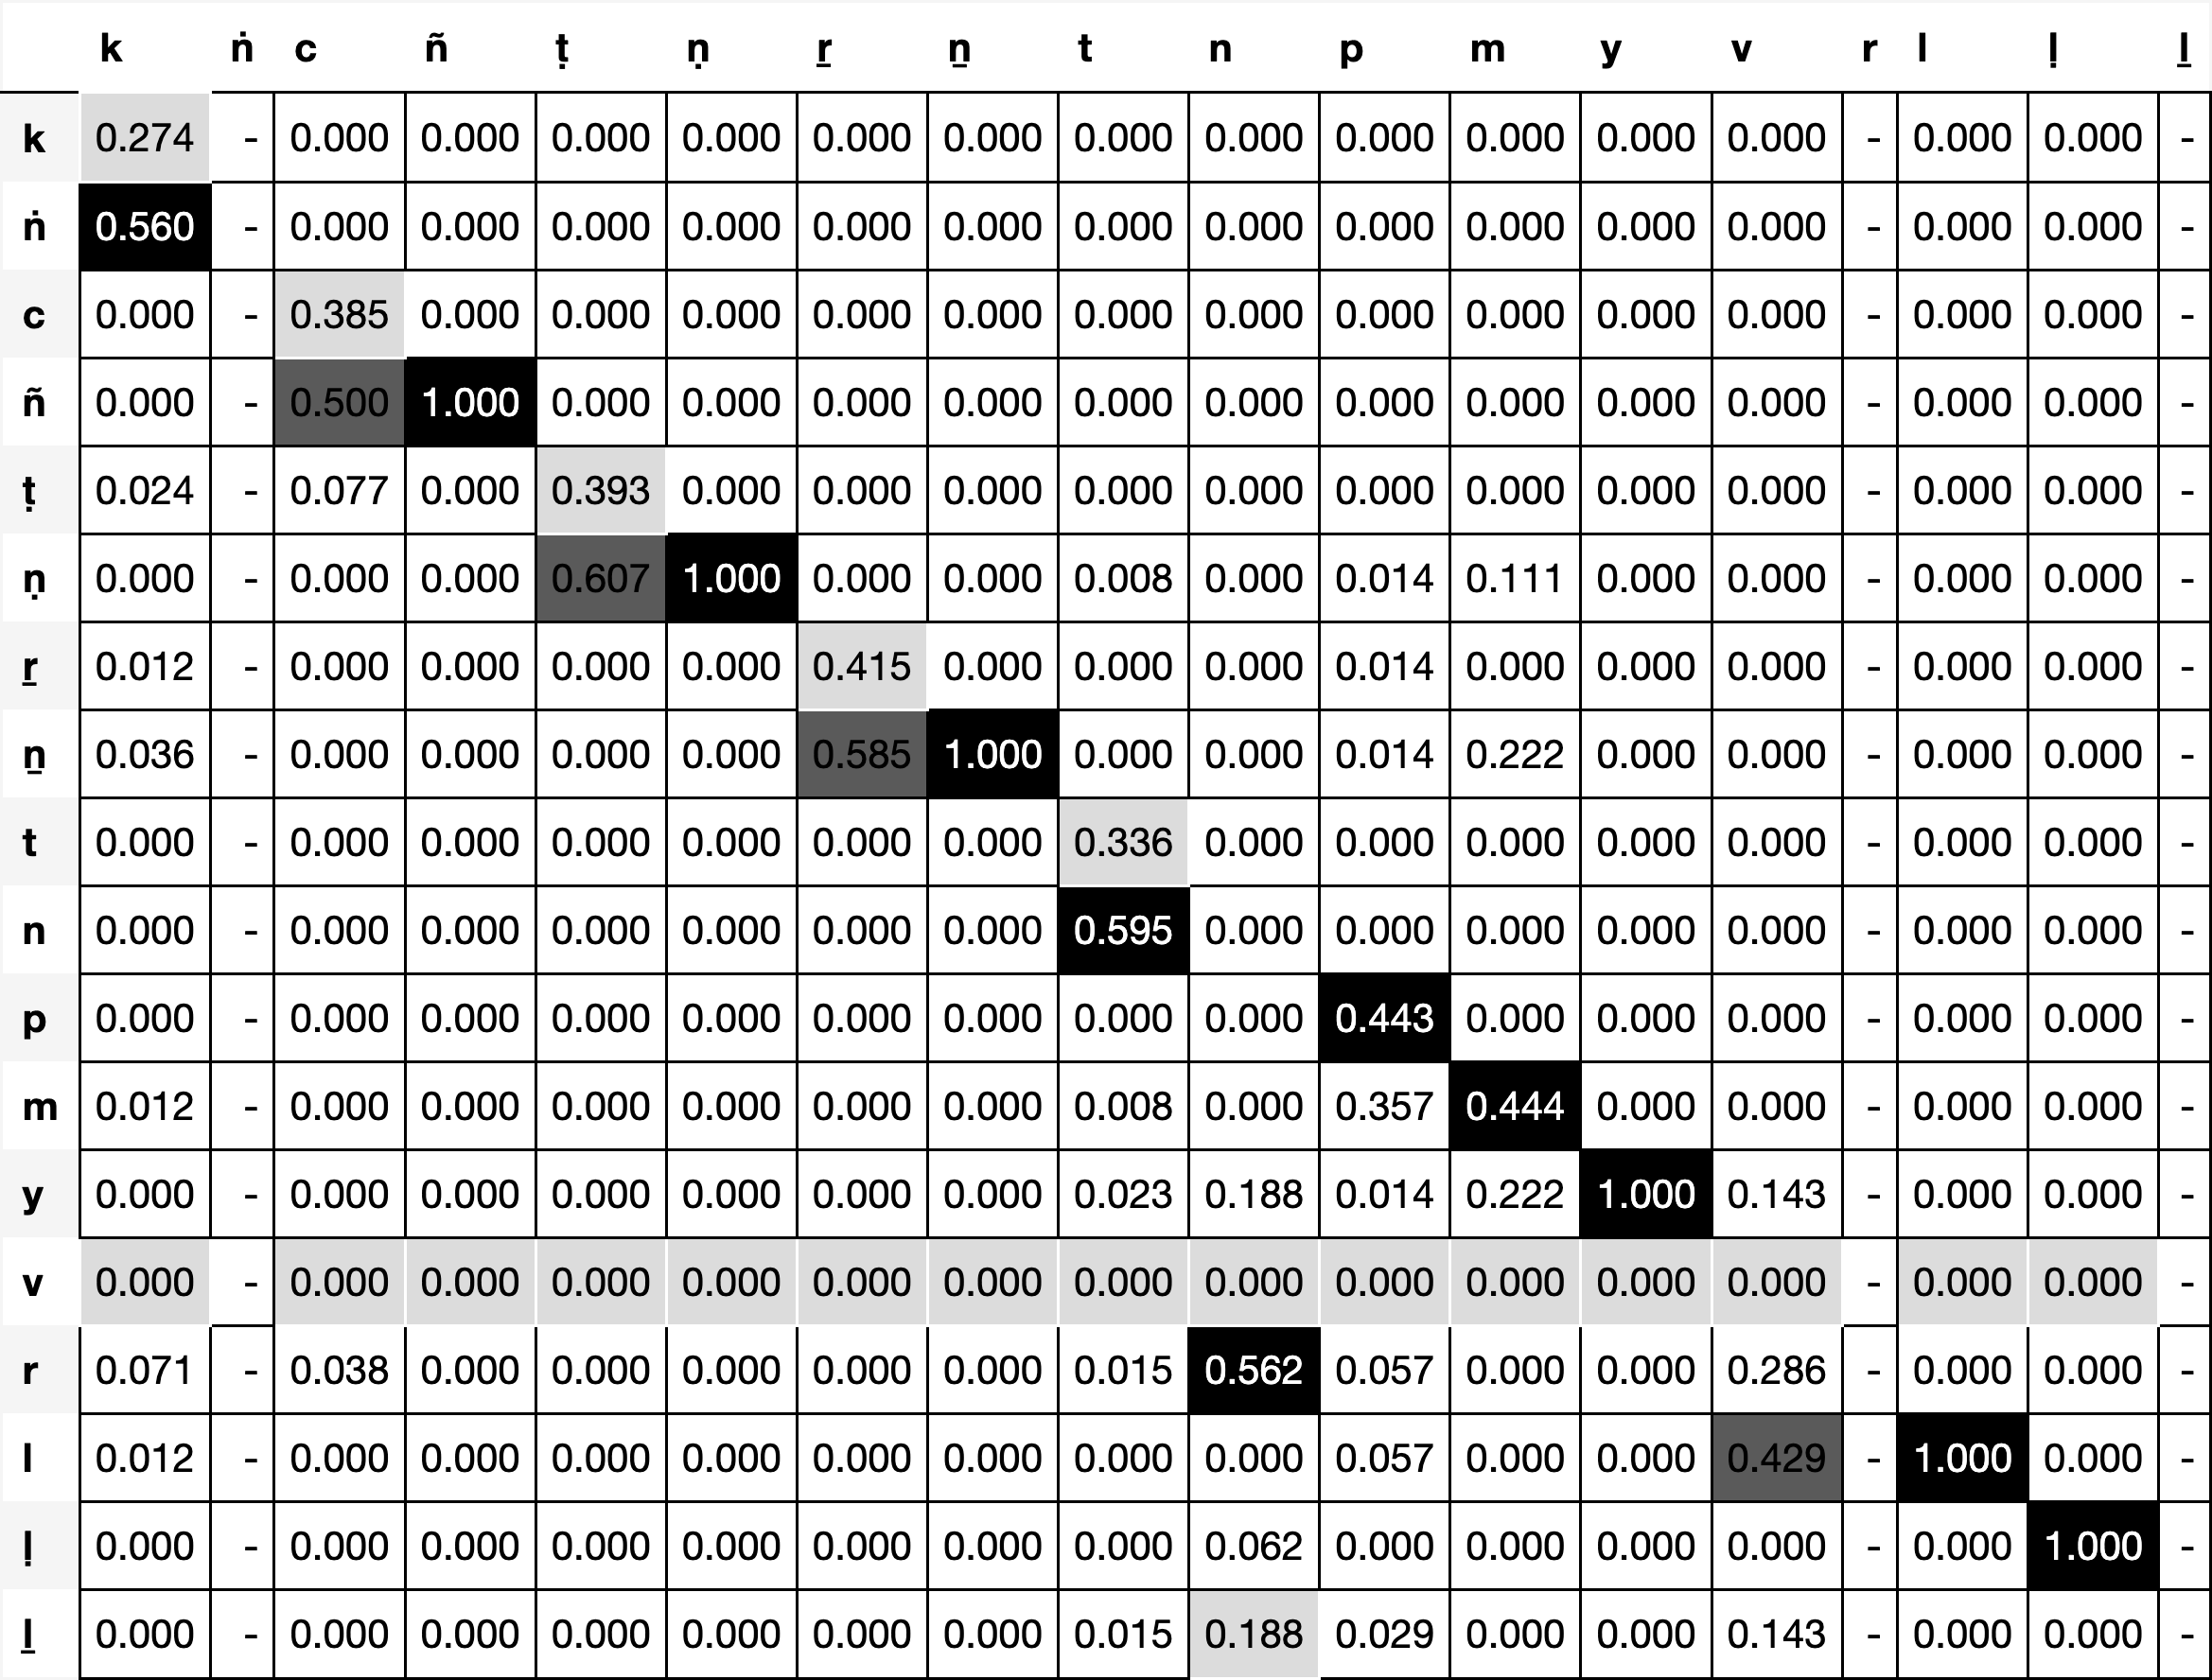 k ṅ c ñ ṭ ṇ ṟ ṉ t n p m y v r l ḷ ḻ
k 0.274 - 0.000 0.000 0.000 0.000 0.000 0.000 0.000 0.000 0.000 0.000 0.000 0.000 - 0.000 0.000 -
ṅ 0.560 - 0.000 0.000 0.000 0.000 0.000 0.000 0.000 0.000 0.000 0.000 0.000 0.000 - 0.000 0.000 -
c 0.000 - 0.385 0.000 0.000 0.000 0.000 0.000 0.000 0.000 0.000 0.000 0.000 0.000 - 0.000 0.000 -
ñ 0.000 - 0.500 1.000 0.000 0.000 0.000 0.000 0.000 0.000 0.000 0.000 0.000 0.000 - 0.000 0.000 -
ṭ 0.024 - 0.077 0.000 0.393 0.000 0.000 0.000 0.000 0.000 0.000 0.000 0.000 0.000 - 0.000 0.000 -
ṇ 0.000 - 0.000 0.000 0.607 1.000 0.000 0.000 0.008 0.000 0.014 0.111 0.000 0.000 - 0.000 0.000 -
ṟ 0.012 - 0.000 0.000 0.000 0.000 0.415 0.000 0.000 0.000 0.014 0.000 0.000 0.000 - 0.000 0.000 -
ṉ 0.036 - 0.000 0.000 0.000 0.000 0.585 1.000 0.000 0.000 0.014 0.222 0.000 0.000 - 0.000 0.000 -
t 0.000 - 0.000 0.000 0.000 0.000 0.000 0.000 0.336 0.000 0.000 0.000 0.000 0.000 - 0.000 0.000 -
n 0.000 - 0.000 0.000 0.000 0.000 0.000 0.000 0.595 0.000 0.000 0.000 0.000 0.000 - 0.000 0.000 -
p 0.000 - 0.000 0.000 0.000 0.000 0.000 0.000 0.000 0.000 0.443 0.000 0.000 0.000 - 0.000 0.000 -
m 0.012 - 0.000 0.000 0.000 0.000 0.000 0.000 0.008 0.000 0.357 0.444 0.000 0.000 - 0.000 0.000 -
y 0.000 - 0.000 0.000 0.000 0.000 0.000 0.000 0.023 0.188 0.014 0.222 1.000 0.143 - 0.000 0.000 -
v 0.000 - 0.000 0.000 0.000 0.000 0.000 0.000 0.000 0.000 0.000 0.000 0.000 0.000 - 0.000 0.000 -
r 0.071 - 0.038 0.000 0.000 0.000 0.000 0.000 0.015 0.562 0.057 0.000 0.000 0.286 - 0.000 0.000 -
l 0.012 - 0.000 0.000 0.000 0.000 0.000 0.000 0.000 0.000 0.057 0.000 0.000 0.429 - 1.000 0.000 -
ḷ 0.000 - 0.000 0.000 0.000 0.000 0.000 0.000 0.000 0.062 0.000 0.000 0.000 0.000 - 0.000 1.000 -
ḻ 0.000 - 0.000 0.000 0.000 0.000 0.000 0.000 0.015 0.188 0.029 0.000 0.000 0.143 - 0.000 0.000 -